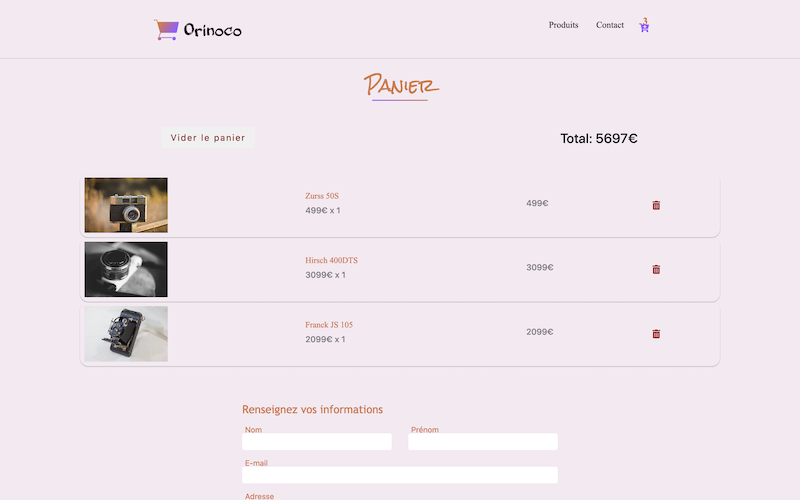 Orinoco
Produits
Contact
3
Panier
Vider le panier
Total: 5697€
Zurss 50S
499€ x 1
499€
Hirsch 400DTS
3099€ x 1
3099€
Franck JS 105
2099€ x 1
2099€
Renseignez vos informations
Nom
Prénom
E-mail
Adresse